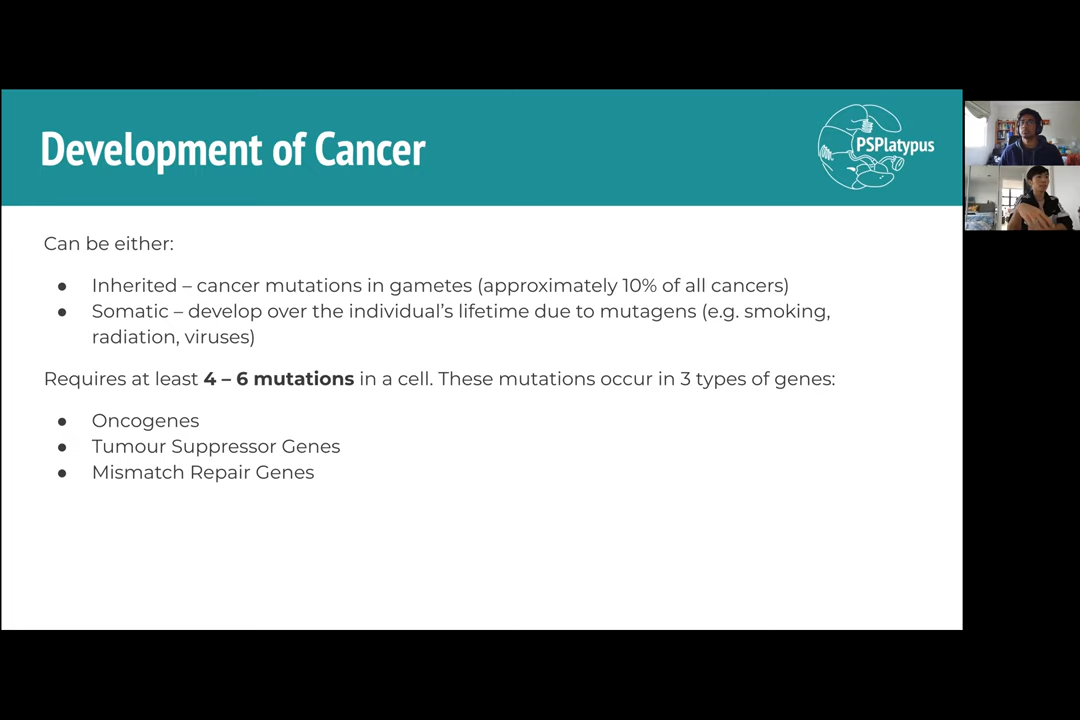 Development of Cancer
PSPlatypus
Can be either:
● Inherited – cancer mutations in gametes (approximately 10% of all cancers)
● Somatic – develop over the individual’s lifetime due to mutagens (e.g. smoking,
radiation, viruses)
Requires at least 4 – 6 mutations in a cell. These mutations occur in 3 types of genes:
● Oncogenes
● Tumour Suppressor Genes
● Mismatch Repair Genes